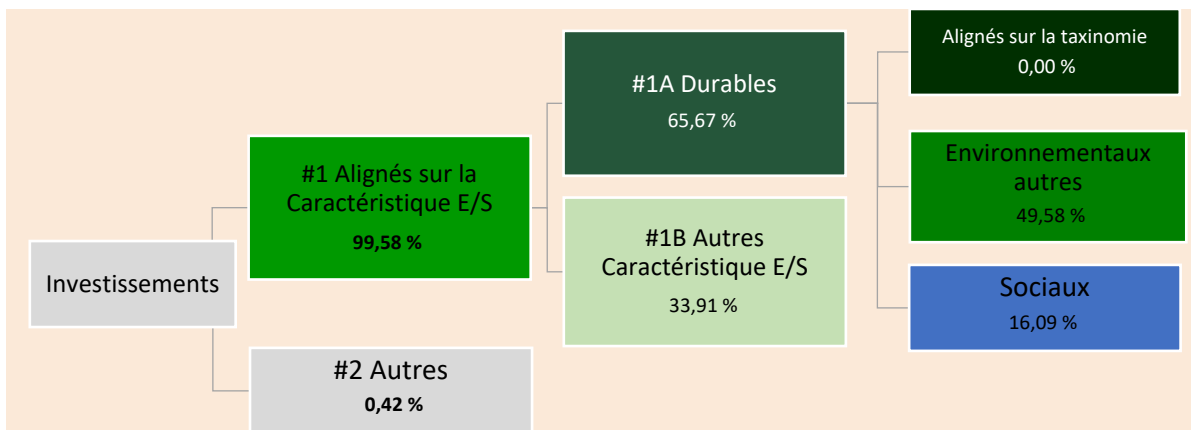 Investissements
#1 Alignés sur la
Caractéristique E/S
99,58 %
#2 Autres
0,42 %
#1A Durables
65,67 %
#1B Autres
Caractéristique E/S
33,91 %
Alignés sur la taxinomie
0,00 %
Environnementaux
autres
49,58 %
Sociaux
16,09 %